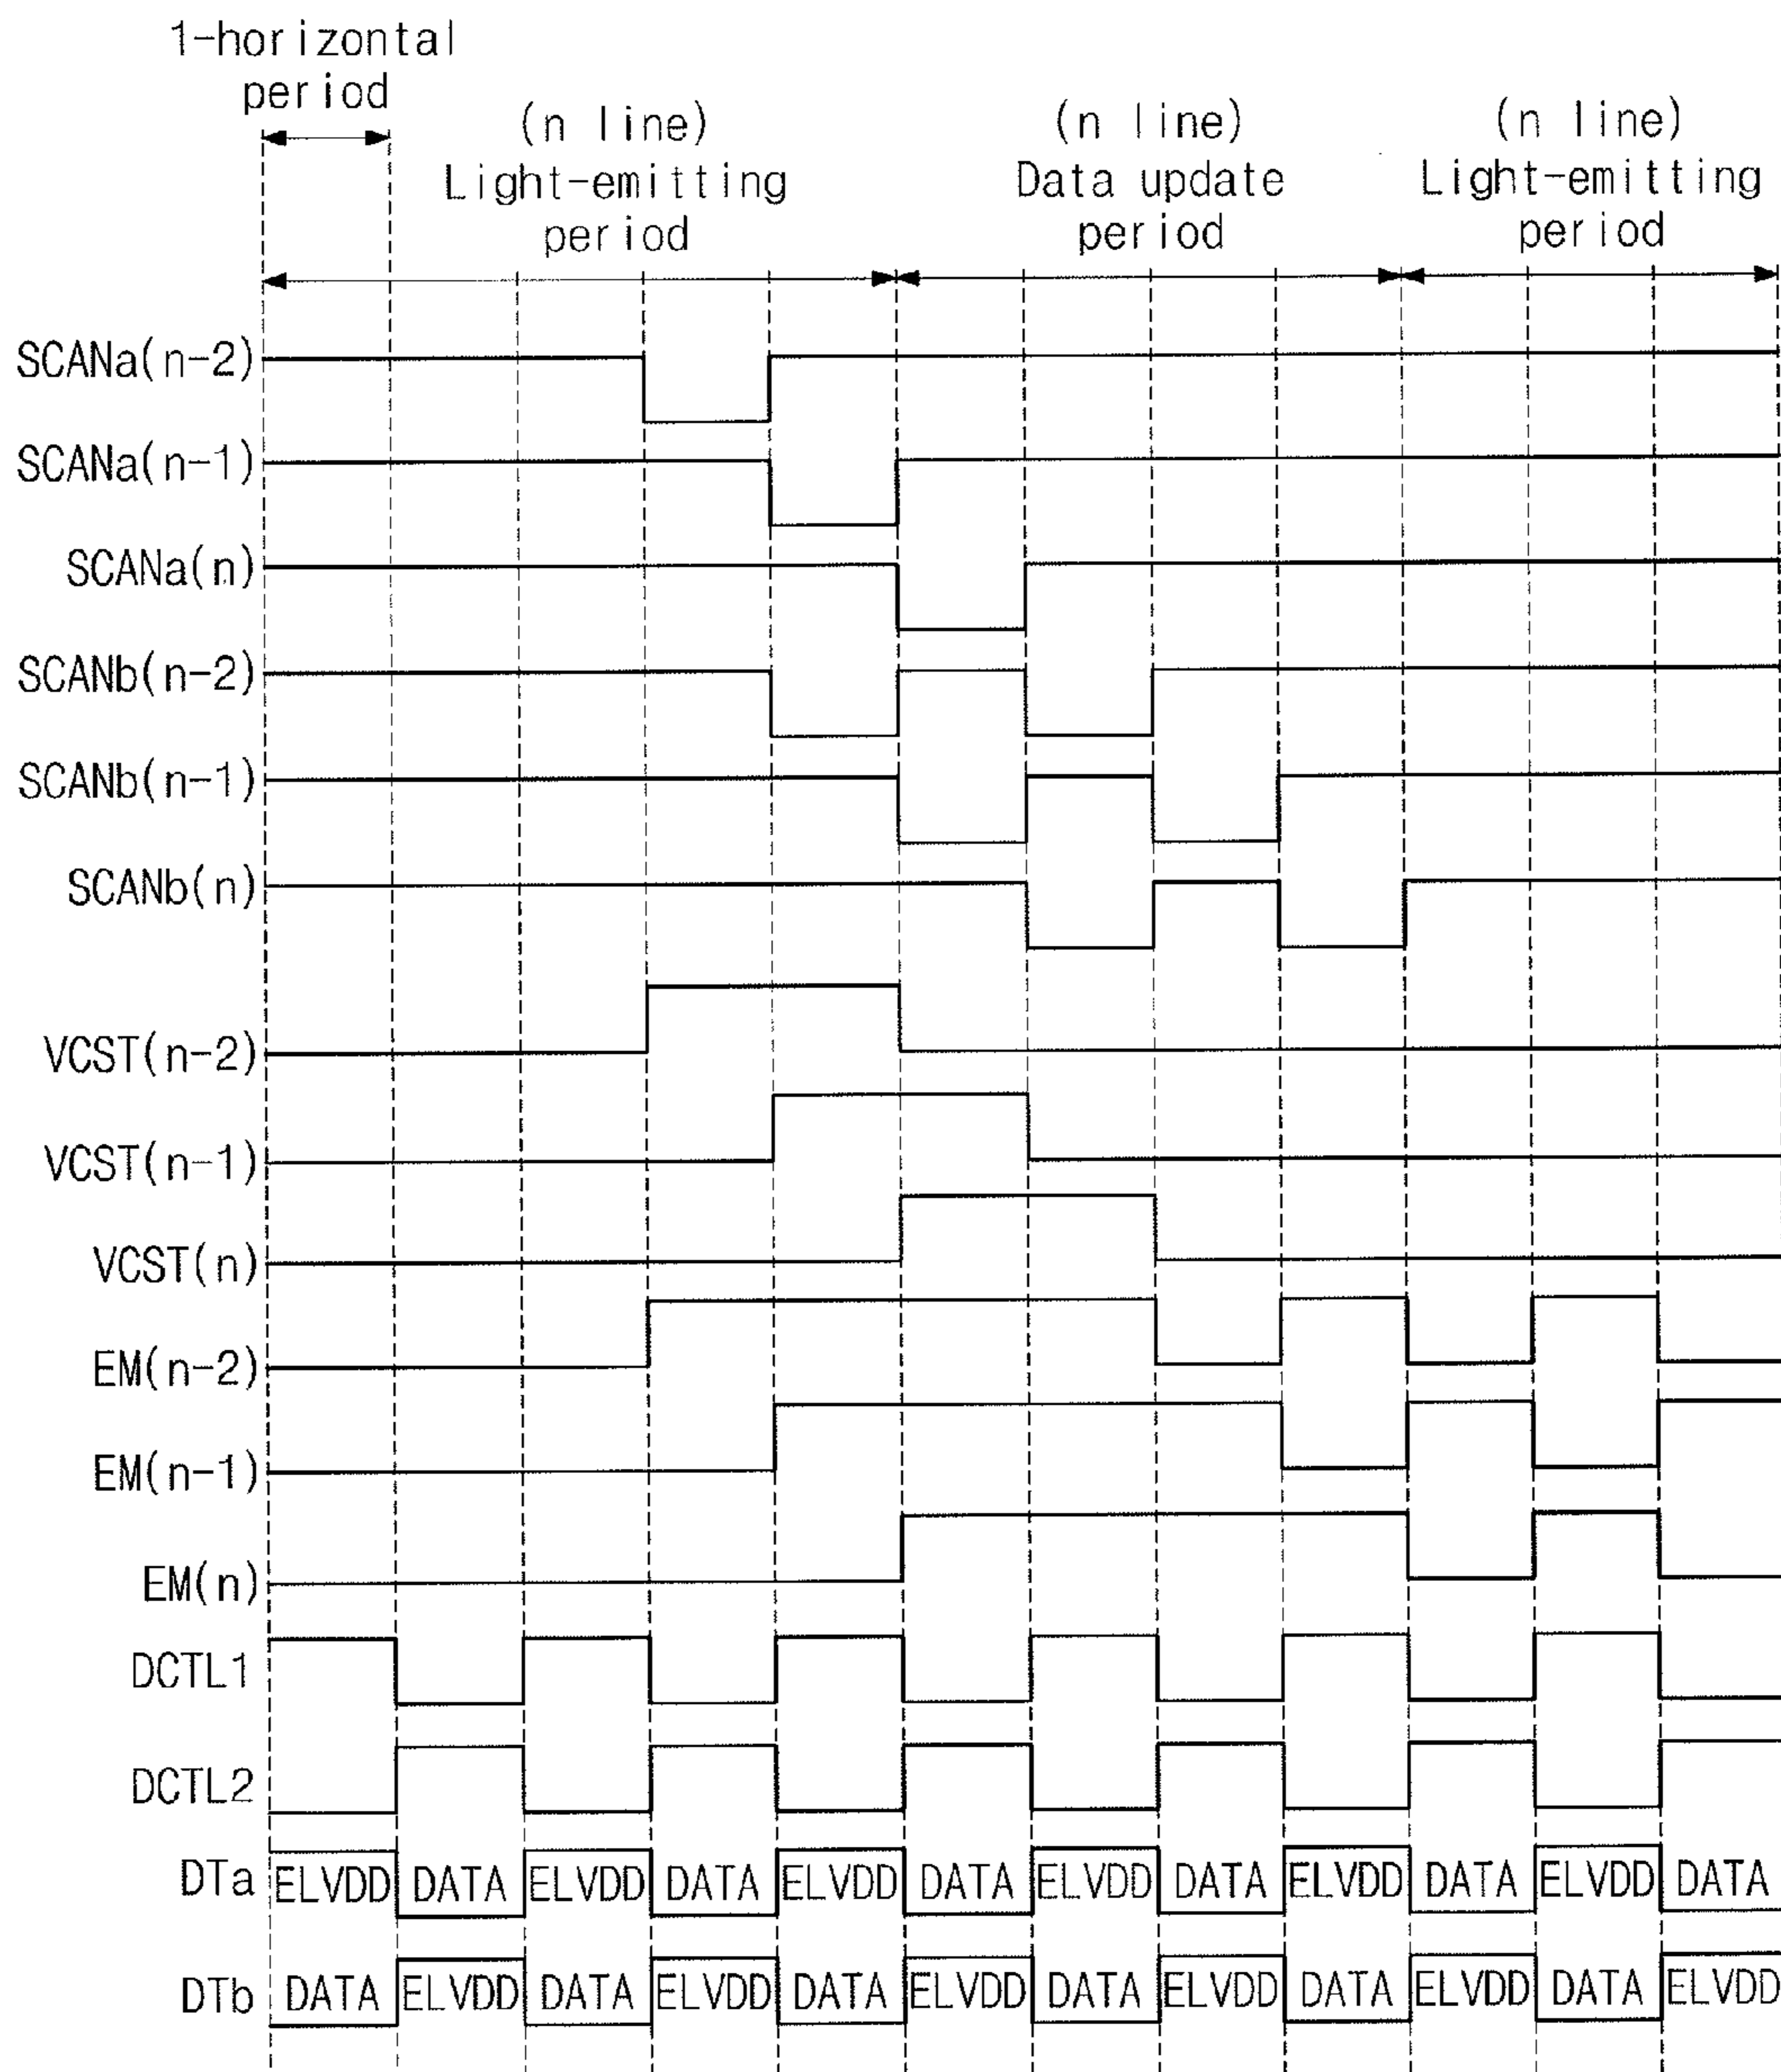 1-horizontal
period
(n line)
Light-emitting
period
(n line)
Data update
period
(n line)
Light-emitting
period
SCANa(n-2)
SCANa(n-1)
SCANa(n)
SCANb(n-2)
SCANb(n-1)
SCANb(n)
VCST(n-2)
VCST(n-1)
VCST(n)
EM(n-2)
EM(n-1)
EM(n)
DCTL1
DCTL2
DTa ELVDD DATA ELVDD DATA ELVDD DATA ELVDD DATA ELVDD DATA ELVDD DATA
DTb DATA ELVDD DATA ELVDD DATA ELVDD DATA ELVDD DATA ELVDD DATA ELVDD